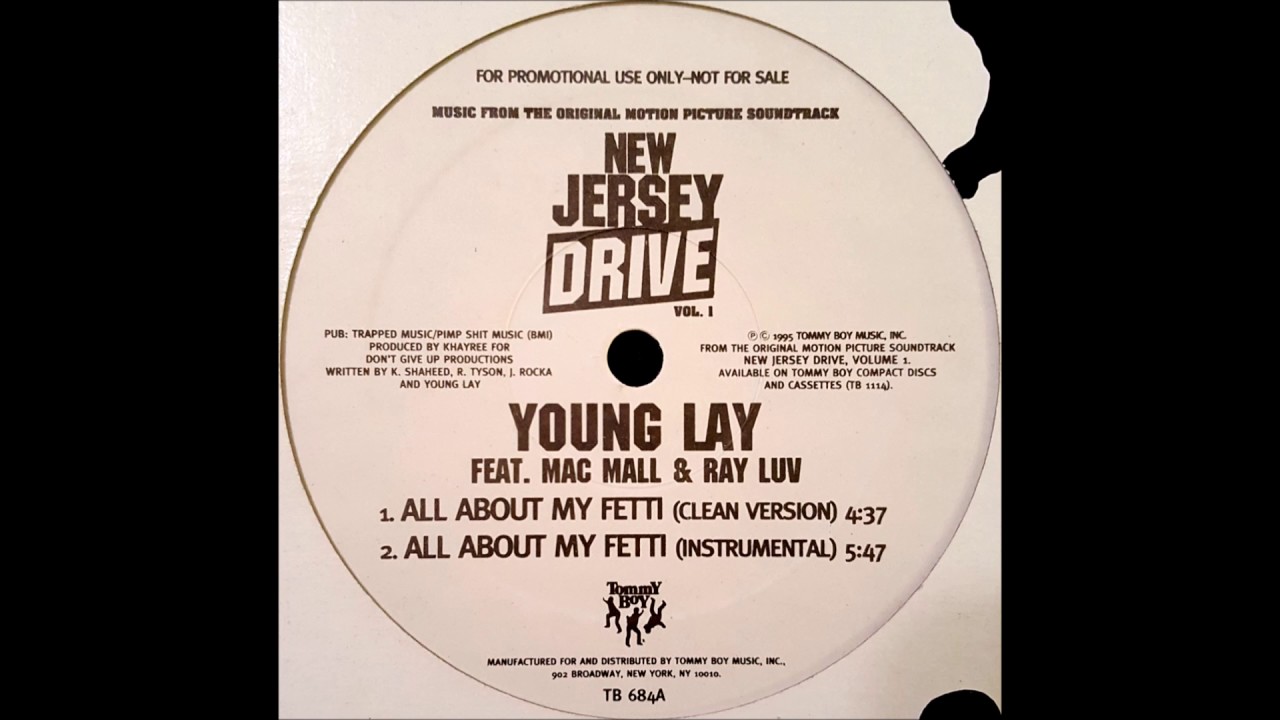 FOR PROMOTIONAL USE ONLY–NOT FOR SALE
MUSIC FROM THE ORIGINAL MOTION PICTURE SOUNDTRACK
NEW
JERSEY
DRIVE
VOL. 1
PUB: TRAPPED MUSIC/PIMP SHIT MUSIC (BMI)
PRODUCED BY KHAYREE FOR
DON'T GIVE UP PRODUCTIONS
WRITTEN BY K. SHAHEED, R. TYSON, J. ROCKA
AND YOUNG LAY
℗ © 1995 TOMMY BOY MUSIC, INC.
FROM THE ORIGINAL MOTION PICTURE SOUNDTRACK
NEW JERSEY DRIVE, VOLUME 1.
AVAILABLE ON TOMMY BOY COMPACT DISCS
AND CASSETTES (TB 1114).
YOUNG LAY
FEAT. MAC MALL & RAY LUV
1. ALL ABOUT MY FETTI (CLEAN VERSION) 4:37
2. ALL ABOUT MY FETTI (INSTRUMENTAL) 5:47
Tommy
Boy
MANUFACTURED FOR AND DISTRIBUTED BY TOMMY BOY MUSIC, INC.,
902 BROADWAY, NEW YORK, NY 10010.
TB 684A